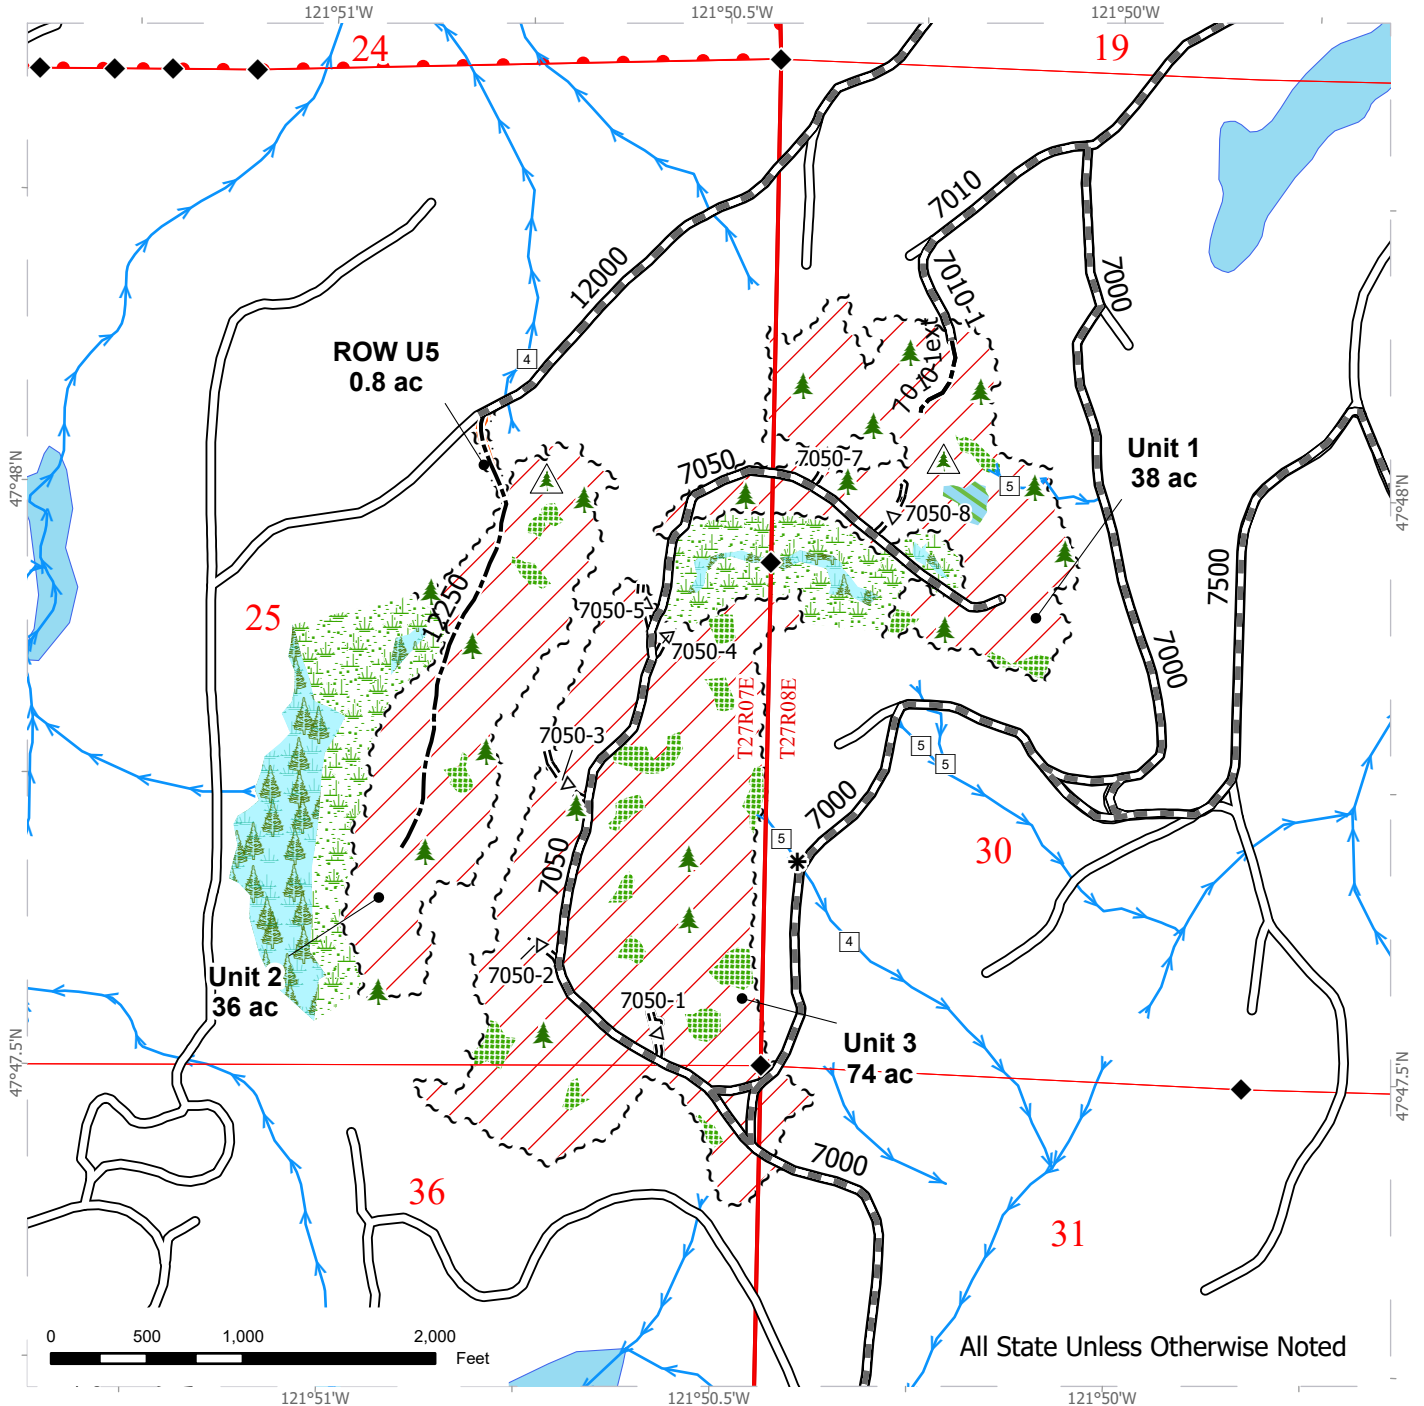 121°51'W
121°50.5'W
121°50'W
24
19
7010
12000
7010-1
7000
7010-1ext*
ROW U5
0.8 ac
4
Unit 1
38 ac
7050
7050-7
47°48'N
47°48'N
5
7050-8
7500
12250
7050-5
25
7050-4
7000
T27R07E
T27R08E
7050-3
5
5
7000
5
30
7050
4
7050-2
Unit 2
36 ac
7050-1
Unit 3
74 ac
47°47.5'N
47°47.5'N
7000
36
31
0
500
1,000
2,000
Feet
All State Unless Otherwise Noted
121°51'W
121°50.5'W
121°50'W